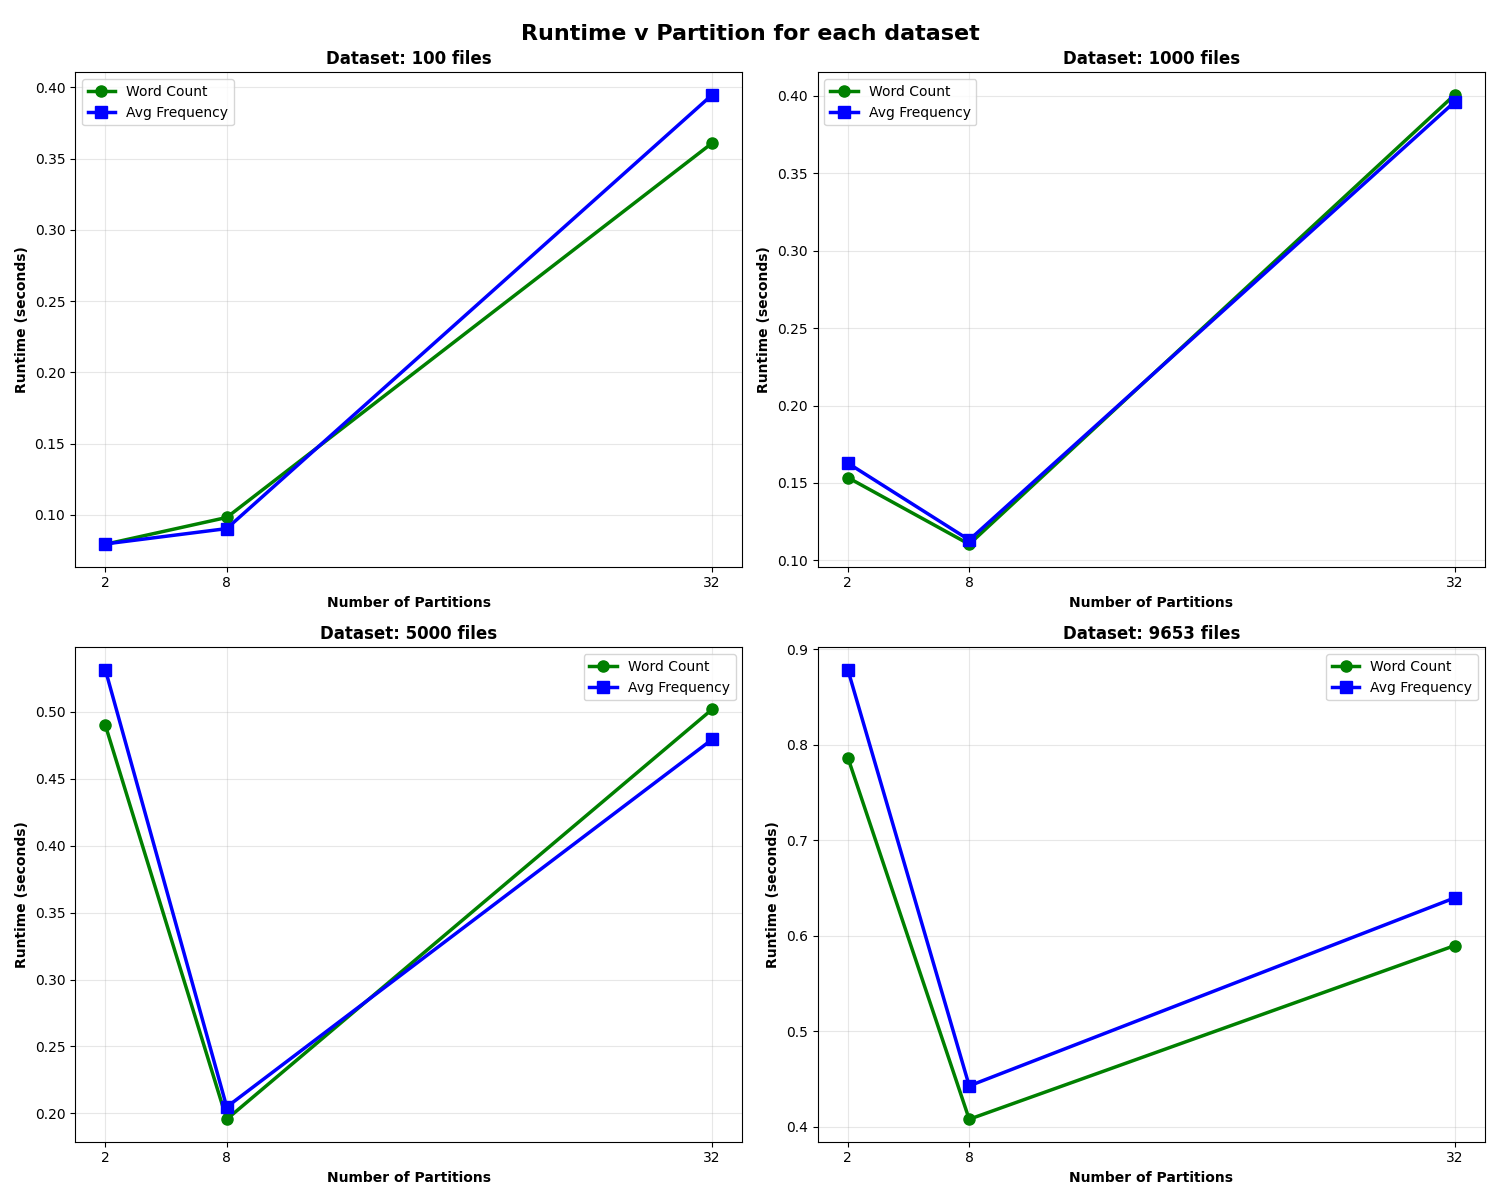 Runtime v Partition for each dataset
Dataset: 100 files
Word Count
Avg Frequency
0.40
0.35
0.30
0.25
0.20
0.15
0.10
Runtime (seconds)
2 8 32
Number of Partitions
Dataset: 1000 files
Word Count
Avg Frequency
0.40
0.35
0.30
0.25
0.20
0.15
0.10
Runtime (seconds)
2 8 32
Number of Partitions
Dataset: 5000 files
Word Count
Avg Frequency
0.50
0.45
0.40
0.35
0.30
0.25
0.20
Runtime (seconds)
2 8 32
Number of Partitions
Dataset: 9653 files
Word Count
Avg Frequency
0.9
0.8
0.7
0.6
0.5
0.4
Runtime (seconds)
2 8 32
Number of Partitions